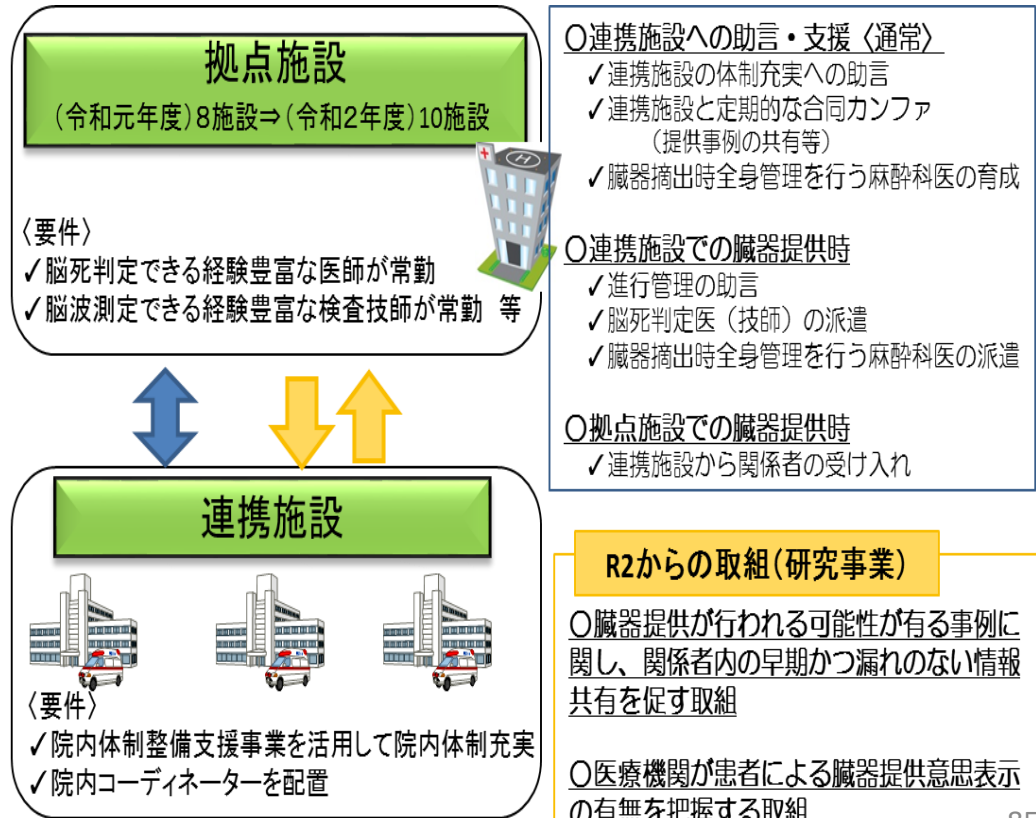 拠点施設
(令和元年度)8施設⇒(令和2年度)10施設
〈要件〉
✓脳死判定できる経験豊富な医師が常勤
✓脳波測定できる経験豊富な検査技師が常勤 等
連携施設
〈要件〉
✓院内体制整備支援事業を活用して院内体制充実
✓院内コーディネーターを配置
〇連携施設への助言・支援〈通常〉
✓連携施設の体制充実への助言
✓連携施設と定期的な合同カンファ
(提供事例の共有等)
✓臓器摘出時全身管理を行う麻酔科医の育成
〇連携施設での臓器提供時
✓進行管理の助言
✓脳死判定医(技師)の派遣
✓臓器摘出時全身管理を行う麻酔科医の派遣
〇拠点施設での臓器提供時
✓連携施設から関係者の受け入れ
R2からの取組(研究事業)
〇臓器提供が行われる可能性が有る事例に
関し、関係者内の早期かつ漏れのない情報
共有を促す取組
〇医療機関が患者による臓器提供意思表示
の有無を把握する取組